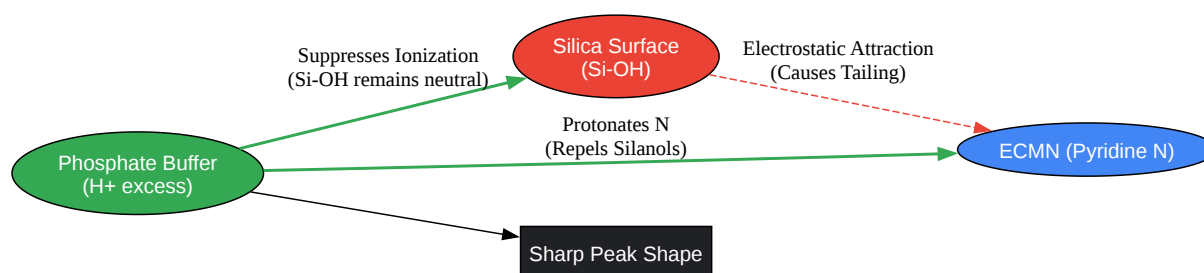 Suppresses Ionization
(Si-OH remains neutral)
Silica Surface
(Si-OH)
Electrostatic Attraction
(Causes Tailing)
Protonates N
(Repels Silanols)
Phosphate Buffer
(H+ excess)
ECMN (Pyridine N)
Sharp Peak Shape